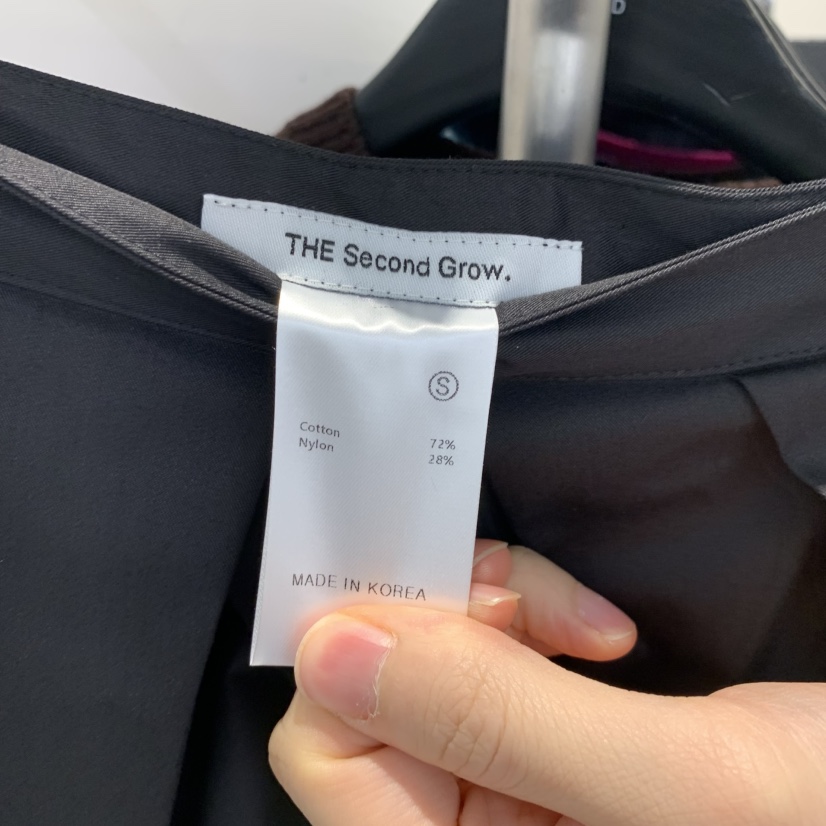 THE Second Grow.
S
Cotton 72%
Nylon 28%
MADE IN KOREA